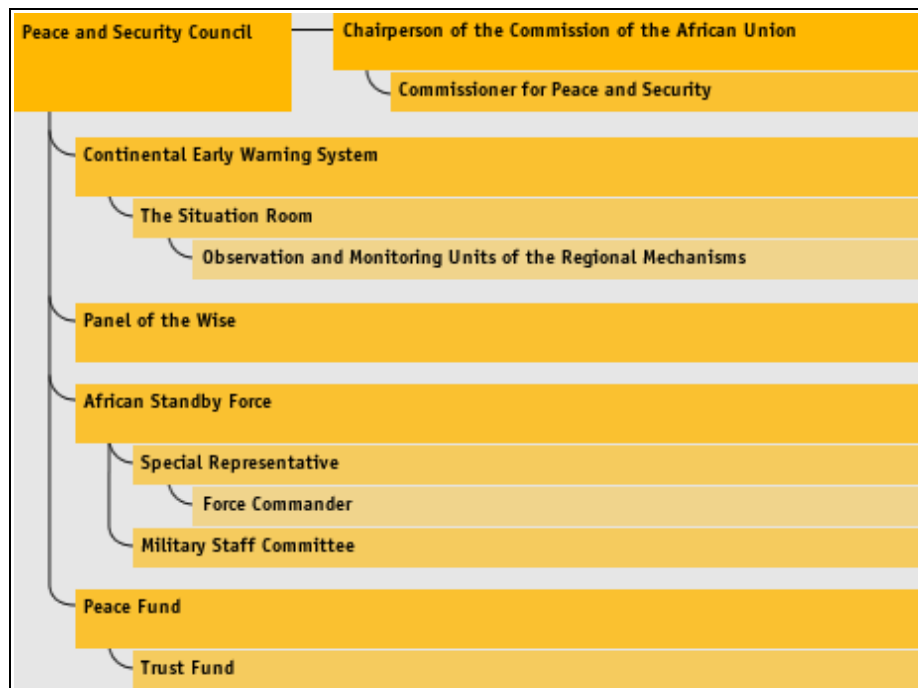 Peace and Security Council
Chairperson of the Commission of the African Union
Commissioner for Peace and Security
Continental Early Warning System
The Situation Room
Observation and Monitoring Units of the Regional Mechanisms
Panel of the Wise
African Standby Force
Special Representative
Force Commander
Military Staff Committee
Peace Fund
Trust Fund